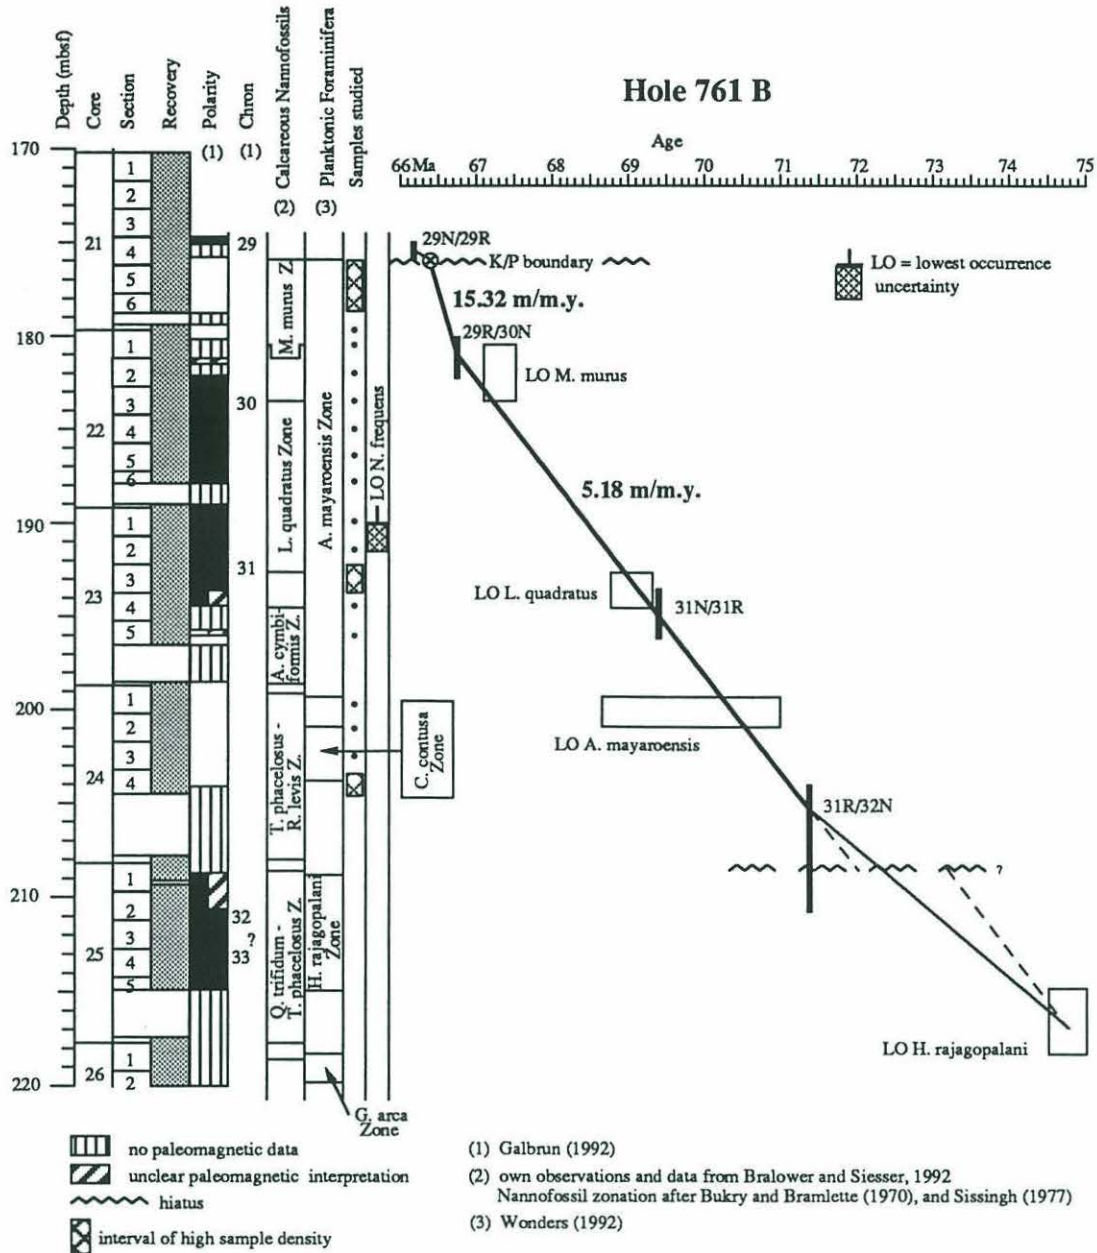 Hole 761 B
Depth (mbsf)
Core
Section
Recovery
Polarity
(1)
Chron
(1)
Calcareous Nannofossils
(2)
Planktonic Foraminifera
(3)
Samples studied
Age
66 Ma 67 68 69 70 71 72 73 74 75
170
180
190
200
210
220
21
22
23
24
25
26
1
2
3
4
5
6
1
2
3
4
5
6
1
2
3
4
5
1
2
3
4
1
2
3
4
5
1
2
29
30
31
32
?
33
M. murus Z.
L. quadratus Zone
A. cymbi-
formis Z.
T. phacelosus -
R. levis Z.
Q. trifidum -
T. phacelosus Z.
A. mayaroensis Zone
H. rajagopalani
Zone
LO N. frequens
C. contusa
Zone
G. arca
Zone
29N/29R
K/P boundary
15.32 m/m.y.
29R/30N
LO M. murus
LO = lowest occurrence
uncertainty
5.18 m/m.y.
LO L. quadratus
31N/31R
LO A. mayaroensis
31R/32N
?
LO H. rajagopalani
no paleomagnetic data
unclear paleomagnetic interpretation
hiatus
interval of high sample density
(1) Galbrun (1992)
(2) own observations and data from Bralower and Siesser, 1992
Nannofossil zonation after Bukry and Bramlette (1970), and Sissingh (1977)
(3) Wonders (1992)